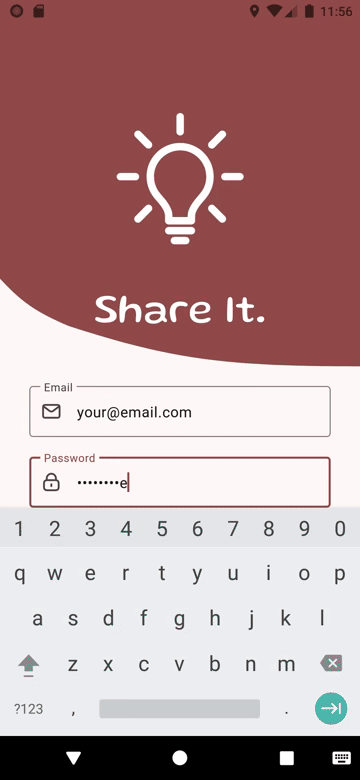 11:56
Share It.
Email
your@email.com
Password
••••••••e
1 2 3 4 5 6 7 8 9 0
q w e r t y u i o p
a s d f g h j k l
z x c v b n m
?123 , .